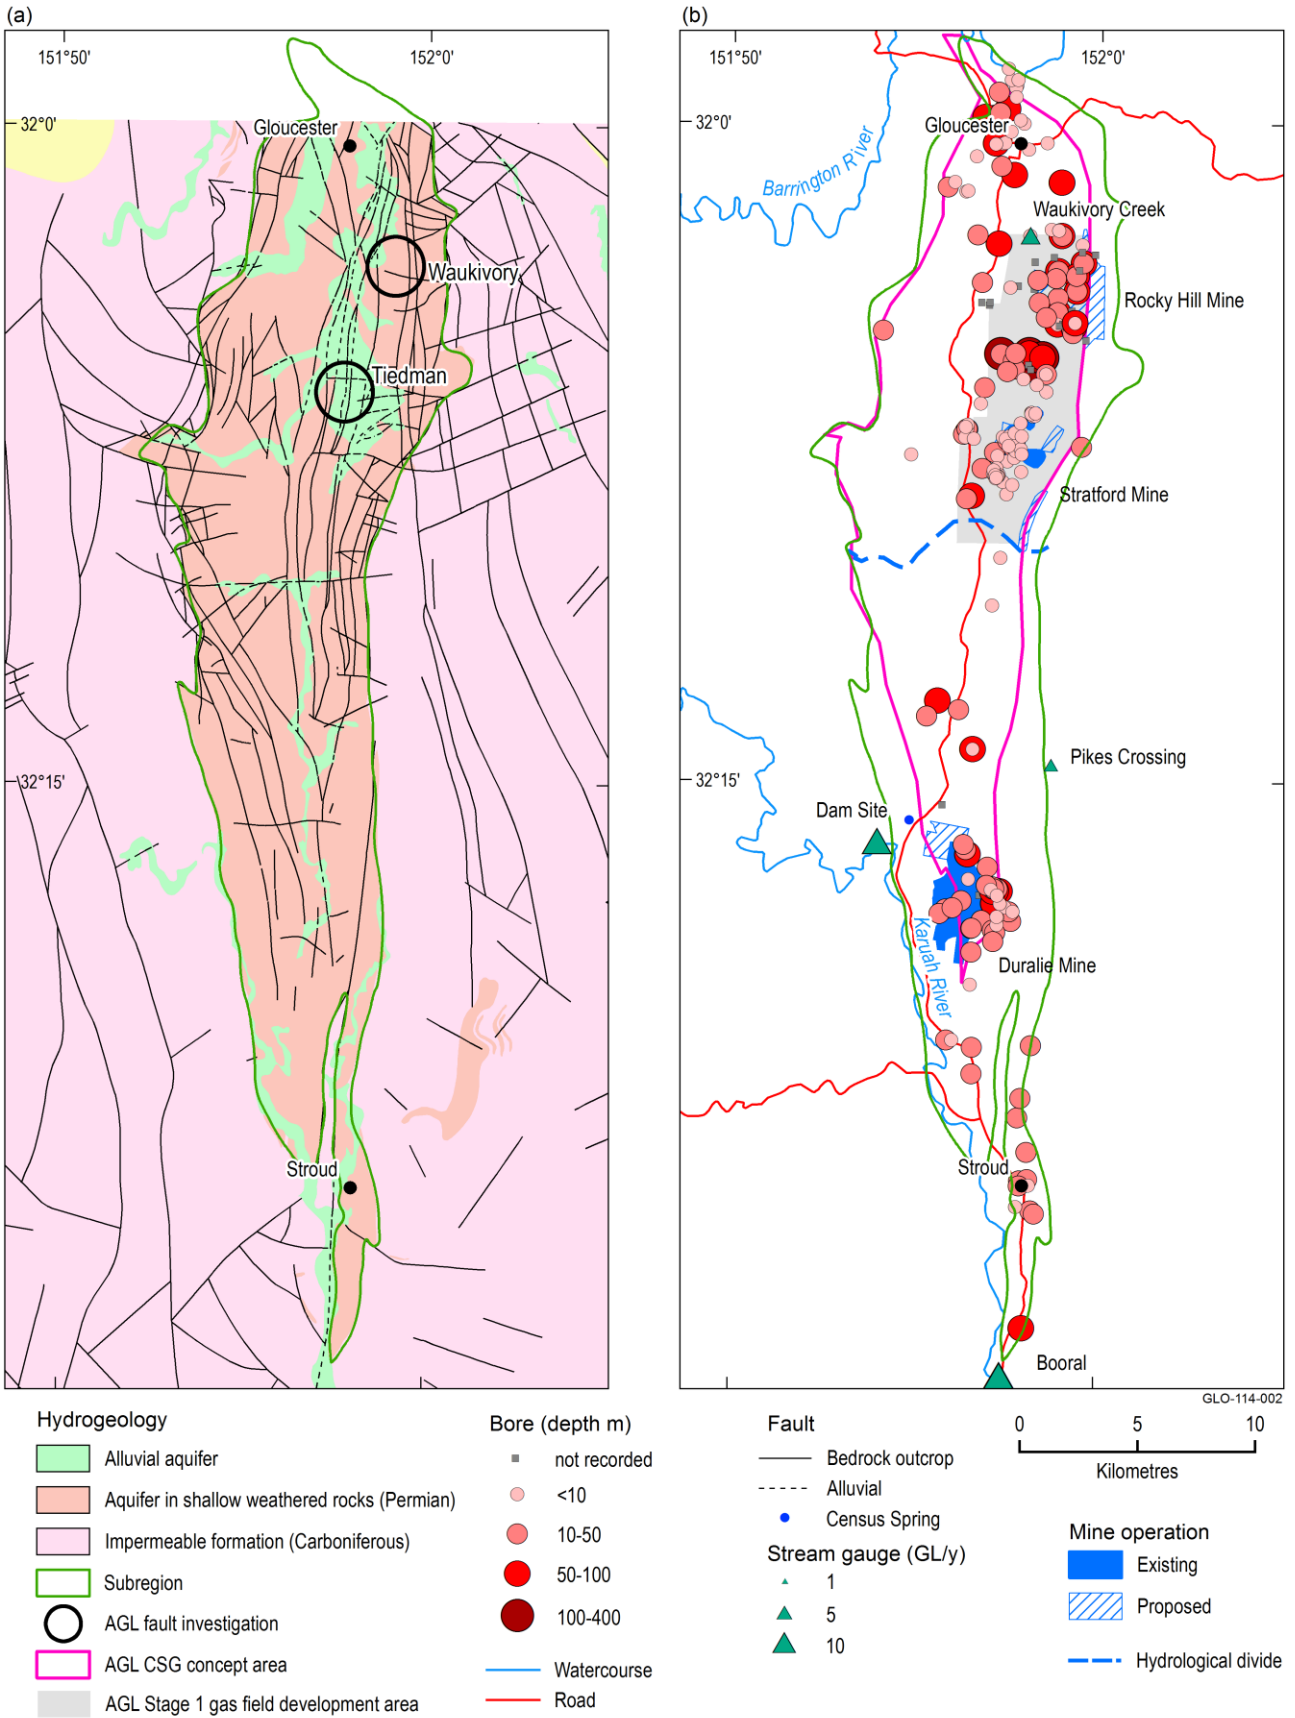 (a)
151°50'
152°0'
32°0'
Gloucester
Waukivory
Tiedman
32°15'
Stroud
(b)
151°50'
152°0'
32°0'
Gloucester
Barrington River
Waukivory Creek
Rocky Hill Mine
Stratford Mine
Pikes Crossing
32°15'
Dam Site
Karuah River
Duralie Mine
Stroud
Booral
GLO-114-002
Hydrogeology
Alluvial aquifer
Aquifer in shallow weathered rocks (Permian)
Impermeable formation (Carboniferous)
Subregion
AGL fault investigation
AGL CSG concept area
AGL Stage 1 gas field development area
Bore (depth m)
not recorded
<10
10-50
50-100
100-400
Watercourse
Road
Fault
Bedrock outcrop
Alluvial
Census Spring
Stream gauge (GL/y)
1
5
10
0 5 10
Kilometres
Mine operation
Existing
Proposed
Hydrological divide